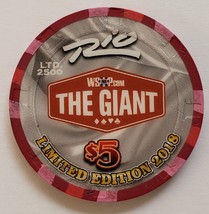 Rio
LTD.
2500
WSOP.COM
THE GIANT
$5
LIMITED EDITION 2018